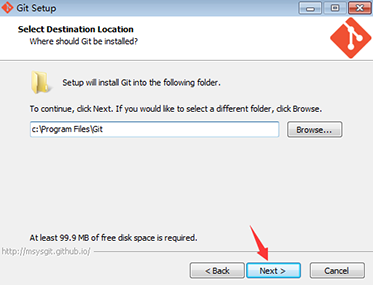 Git Setup
Select Destination Location
Where should Git be installed?
Setup will install Git into the following folder.
To continue, click Next. If you would like to select a different folder, click Browse.
c:\Program Files\Git
Browse...
At least 99.9 MB of free disk space is required.
http://msysgit.github.io/
< Back
Next >
Cancel